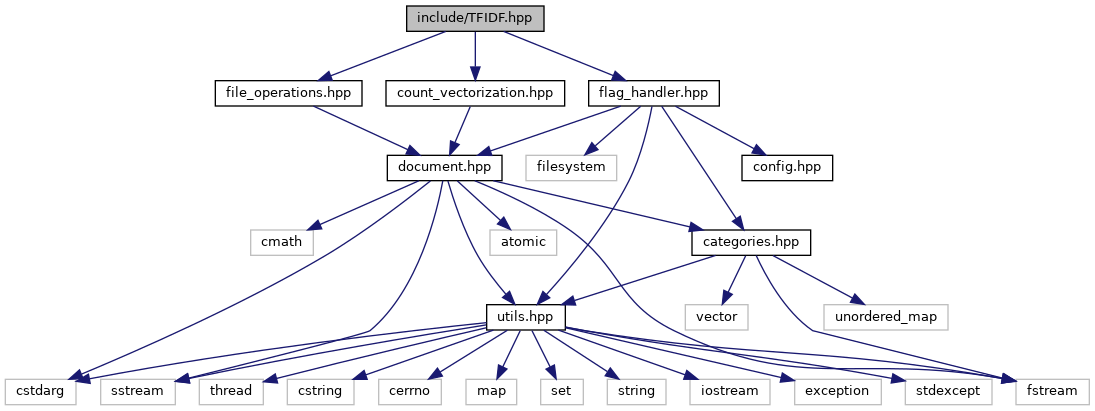 include/TFIDF.hpp
file_operations.hpp
count_vectorization.hpp
flag_handler.hpp
document.hpp
filesystem
config.hpp
cmath
atomic
categories.hpp
utils.hpp
vector
unordered_map
cstdarg
sstream
thread
cstring
cerrno
map
set
string
iostream
exception
stdexcept
fstream